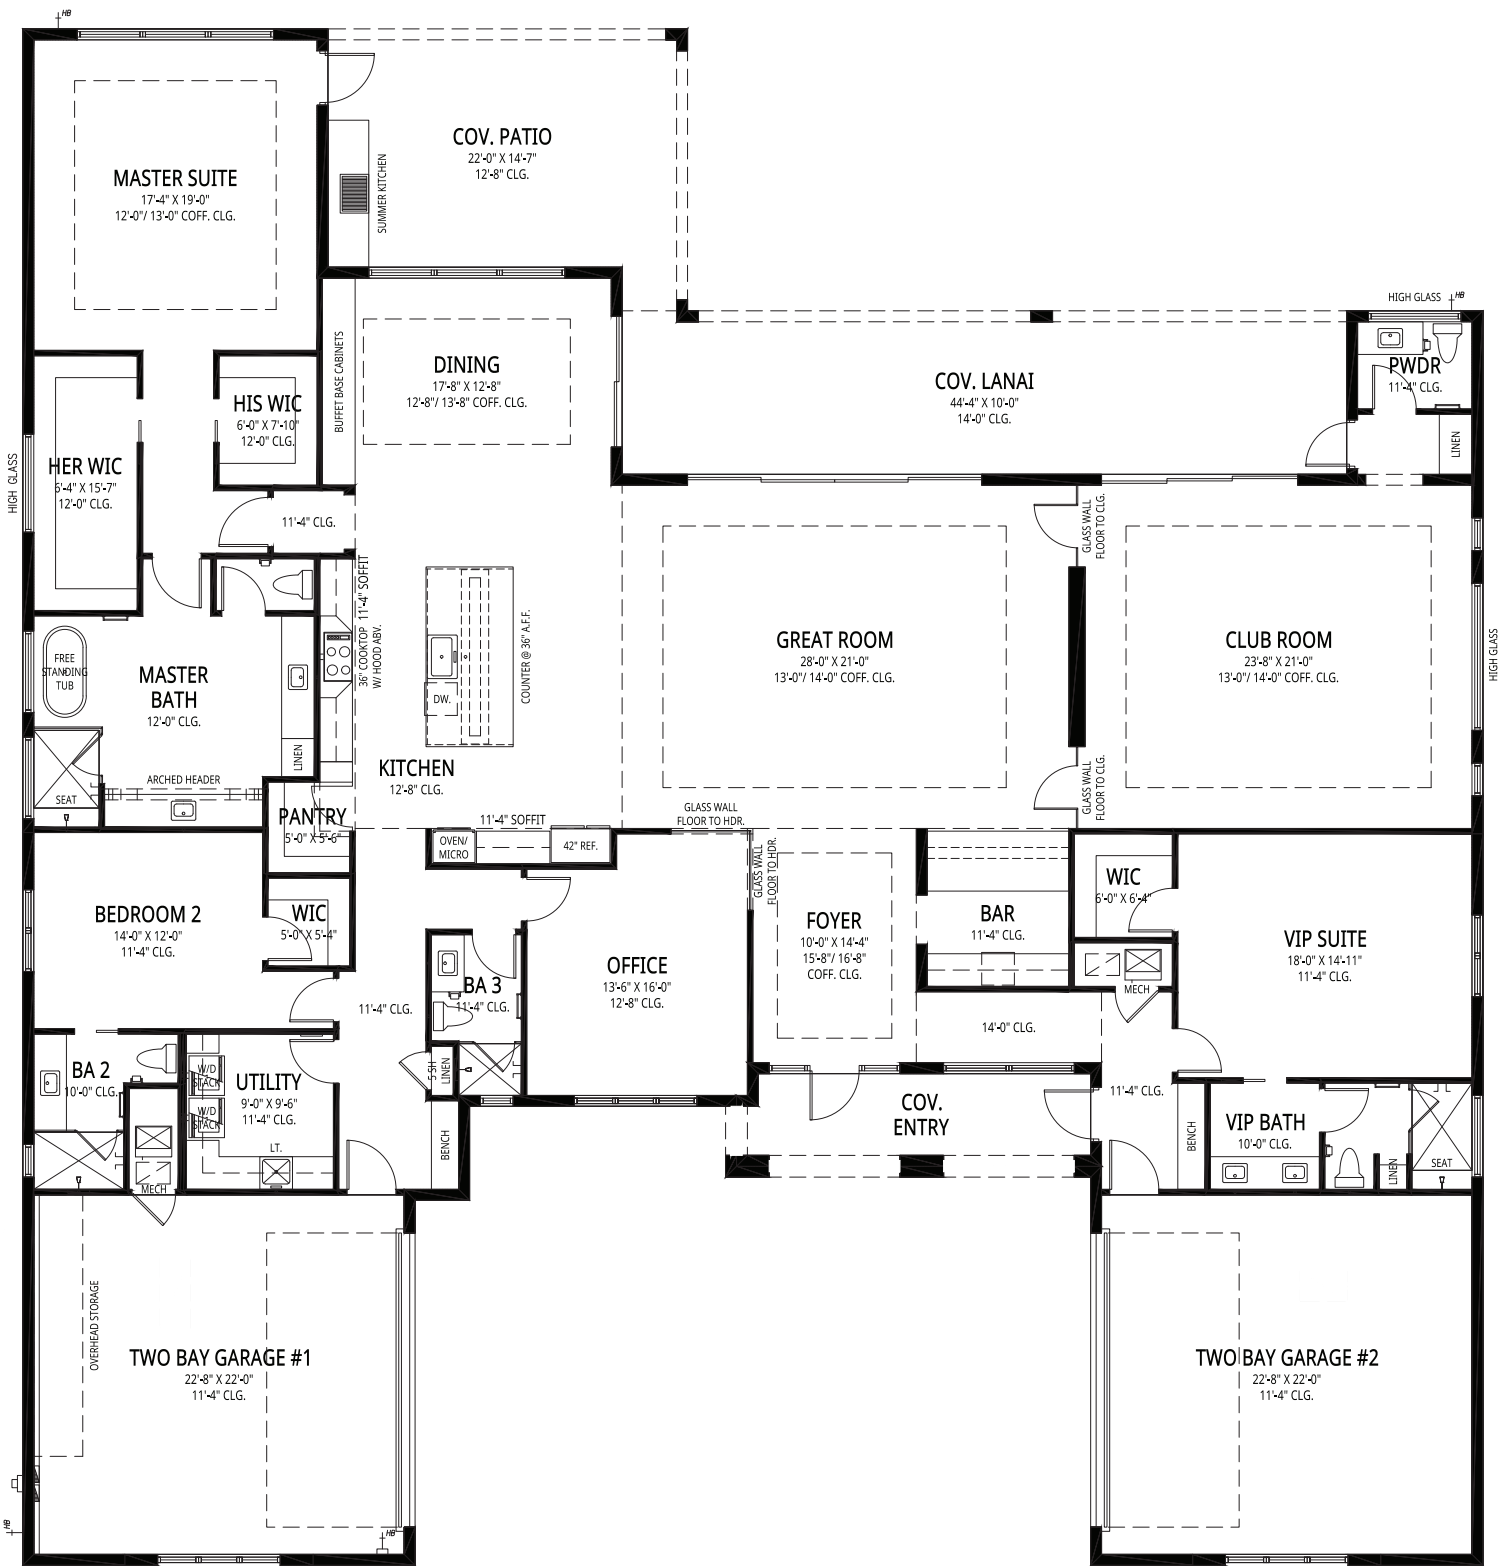 HB
MASTER SUITE
17'-4" X 19'-0"
12'-0"/ 13'-0" COFF. CLG.
COV. PATIO
22'-0" X 14'-7"
12'-8" CLG.
SUMMER KITCHEN
HIGH GLASS
HB
PWDR
11'-4" CLG.
LINEN
BUFFET BASE CABINETS
DINING
17'-8" X 12'-8"
12'-8"/ 13'-8" COFF. CLG.
COV. LANAI
44'-4" X 10'-0"
14'-0" CLG.
HIS WIC
6'-0" X 7'-10"
12'-0" CLG.
HER WIC
6'-4" X 15'-7"
12'-0" CLG.
HIGH GLASS
11'-4" CLG.
GLASS WALL
FLOOR TO CLG.
36" COOKTOP 11'-4" SOFFIT
W/ HOOD ABV.
COUNTER @ 36" A.F.F.
DW.
GREAT ROOM
28'-0" X 21'-0"
13'-0"/ 14'-0" COFF. CLG.
CLUB ROOM
23'-8" X 21'-0"
13'-0"/ 14'-0" COFF. CLG.
HIGH GLASS
FREE
STANDING
TUB
MASTER
BATH
12'-0" CLG.
LINEN
ARCHED HEADER
SEAT
KITCHEN
12'-8" CLG.
GLASS WALL
FLOOR TO CLG.
PANTRY
5'-0" X 5'-6"
11'-4" SOFFIT
OVEN/
MICRO
42" REF.
GLASS WALL
FLOOR TO HDR.
GLASS WALL
FLOOR TO HDR.
BEDROOM 2
14'-0" X 12'-0"
11'-4" CLG.
WIC
5'-0" X 5'-4"
FOYER
10'-0" X 14'-4"
15'-8"/ 16'-8"
COFF. CLG.
BAR
11'-4" CLG.
WIC
6'-0" X 6'-4"
VIP SUITE
18'-0" X 14'-11"
11'-4" CLG.
OFFICE
13'-6" X 16'-0"
12'-8" CLG.
BA 3
11'-4" CLG.
11'-4" CLG.
MECH
14'-0" CLG.
BA 2
10'-0" CLG.
W/D
STACK
W/D
STACK
UTILITY
9'-0" X 9'-6"
11'-4" CLG.
LT.
5 SH
LINEN
BENCH
MECH
COV.
ENTRY
11'-4" CLG.
BENCH
VIP BATH
10'-0" CLG.
LINEN
SEAT
OVERHEAD STORAGE
TWO BAY GARAGE #1
22'-8" X 22'-0"
11'-4" CLG.
TWO BAY GARAGE #2
22'-8" X 22'-0"
11'-4" CLG.
HB
HB